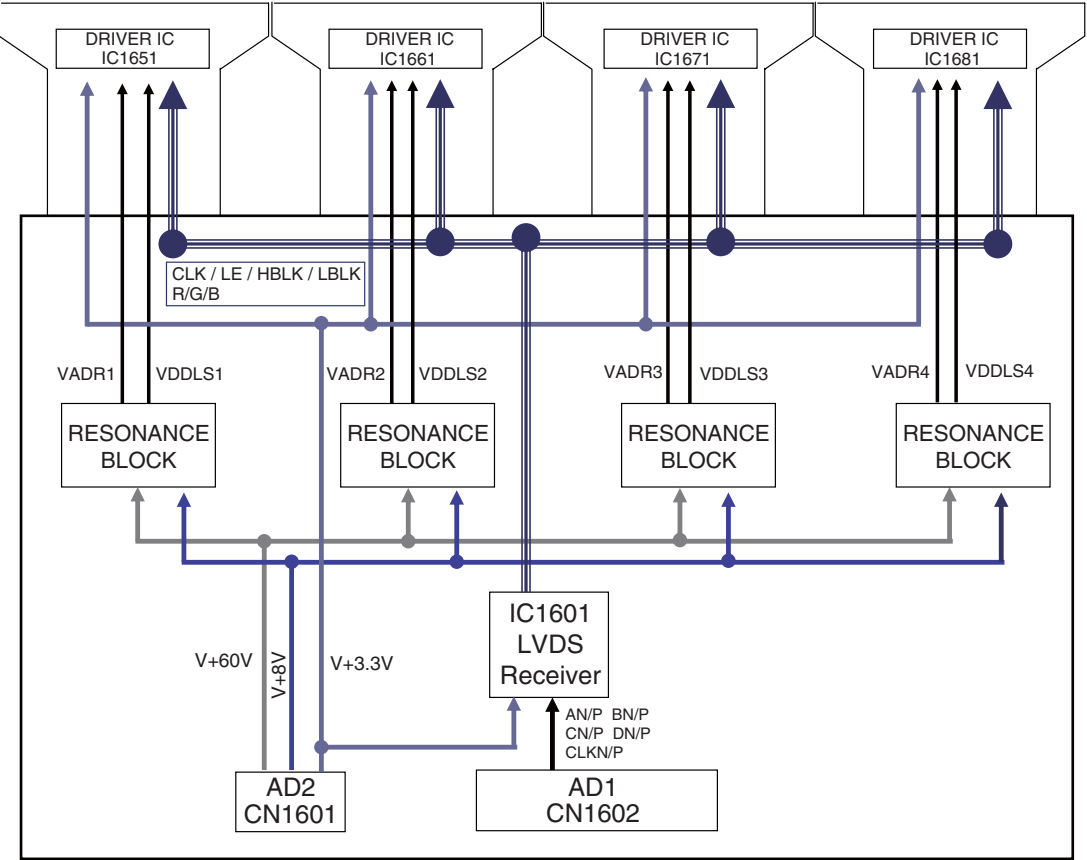 DRIVER IC
IC1651
DRIVER IC
IC1661
DRIVER IC
IC1671
DRIVER IC
IC1681
CLK / LE / HBLK / LBLK
R/G/B
VADR1
VDDLS1
VADR2
VDDLS2
VADR3
VDDLS3
VADR4
VDDLS4
RESONANCE
BLOCK
RESONANCE
BLOCK
RESONANCE
BLOCK
RESONANCE
BLOCK
V+60V
V+8V
V+3.3V
IC1601
LVDS
Receiver
AN/P BN/P
CN/P DN/P
CLKN/P
AD2
CN1601
AD1
CN1602